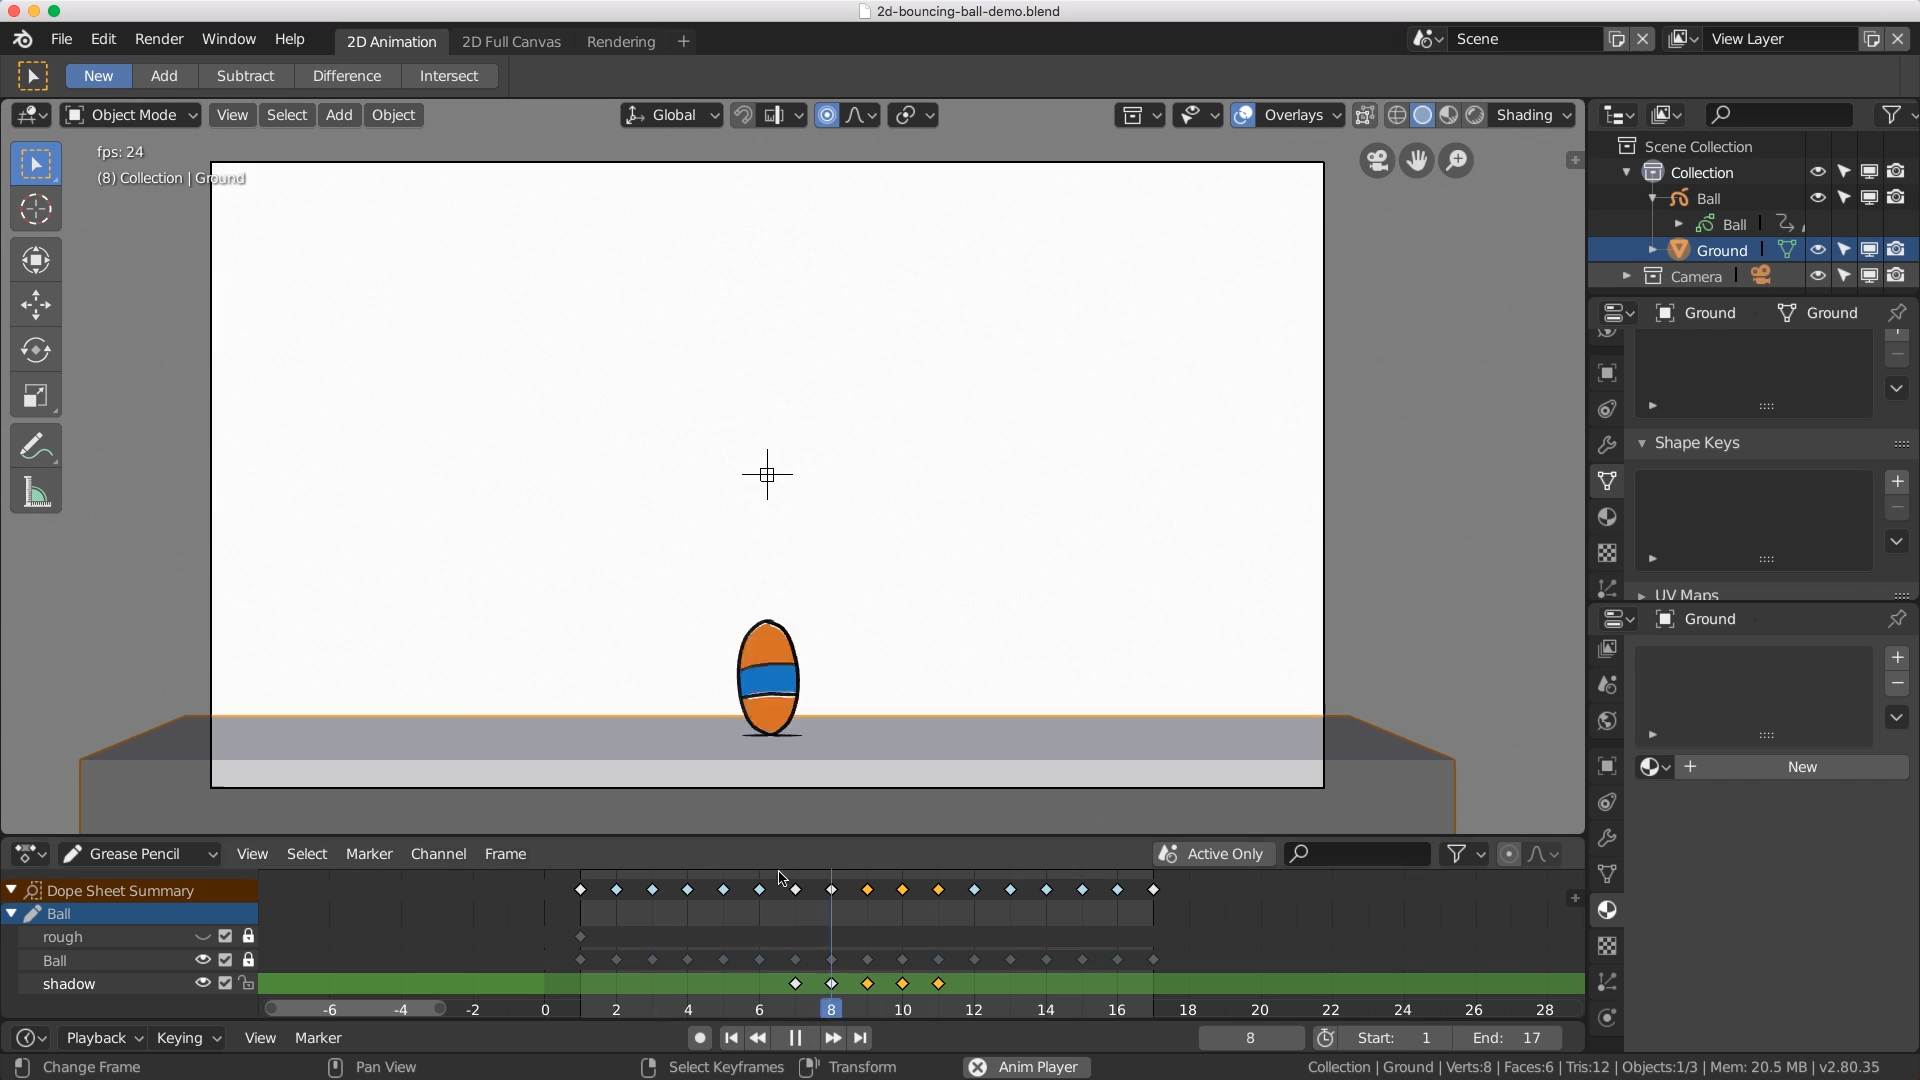 2d-bouncing-ball-demo.blend
File Edit Render Window Help 2D Animation 2D Full Canvas Rendering + Scene View Layer
New Add Subtract Difference Intersect
Object Mode View Select Add Object Global Overlays Shading
fps: 24
(8) Collection | Ground
Scene Collection
Collection
Ball
Ball
Ground
Camera
Ground Ground
Shape Keys
UV Maps
Ground
New
Grease Pencil View Select Marker Channel Frame Active Only
Dope Sheet Summary
Ball
rough
Ball
shadow
-6 -4 -2 0 2 4 6 8 10 12 14 16 18 20 22 24 26 28
Playback Keying View Marker 8 Start: 1 End: 17
Change Frame Pan View Select Keyframes Transform Anim Player Collection | Ground | Verts:8 | Faces:6 | Tris:12 | Objects:1/3 | Mem: 20.5 MB | v2.80.35